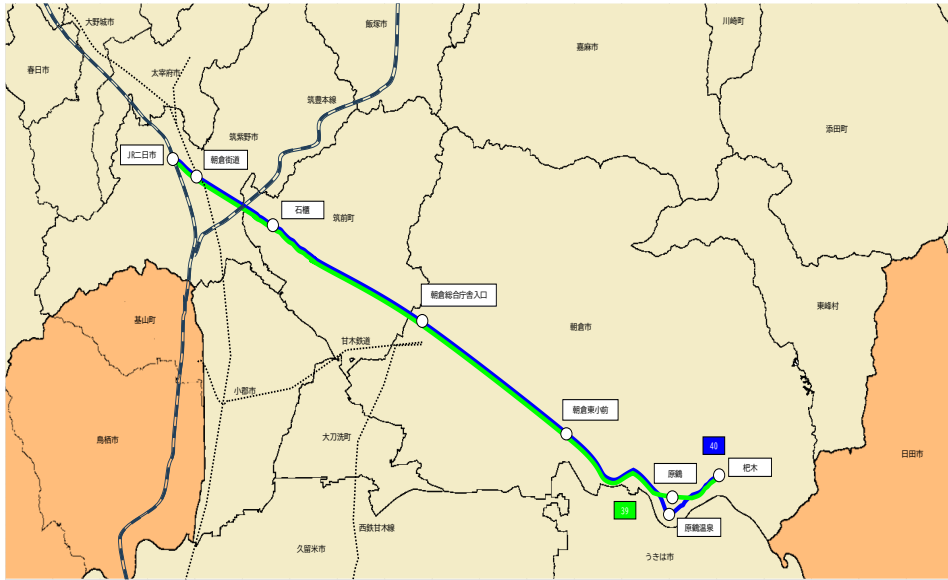 大野城市
飯塚市
川崎町
嘉麻市
春日市
太宰府市
筑豊本線
添田町
筑紫野市
JR二日市
朝倉街道
石櫃
筑前町
朝倉総合庁舎入口
東峰村
基山町
朝倉市
甘木鉄道
小郡市
朝倉東小前
大刀洗町
鳥栖市
40
日田市
原鶴
杷木
39
原鶴温泉
西鉄甘木線
久留米市
うきは市